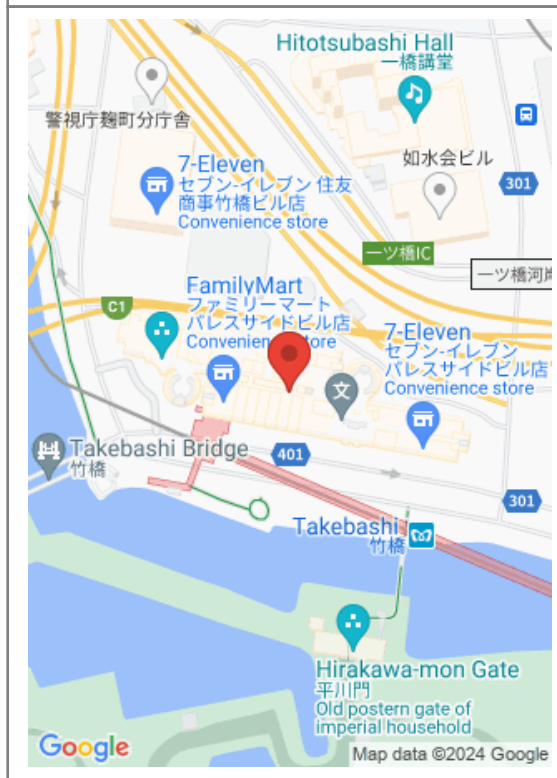 Hitotsubashi Hall
一橋講堂
警視庁麹町分庁舎
7-Eleven
セブン-イレブン 住友
商事竹橋ビル店
Convenience store
如水会ビル
301
一ツ橋IC
一ツ橋河岸
C1
FamilyMart
ファミリーマート
パレスサイドビル店
Convenience store
7-Eleven
セブン-イレブン
パレスサイドビル店
Convenience store
文
Takebashi Bridge
竹橋
401
301
Takebashi
竹橋
Hirakawa-mon Gate
平川門
Old postern gate of
imperial household
Google
Map data ©2024 Google